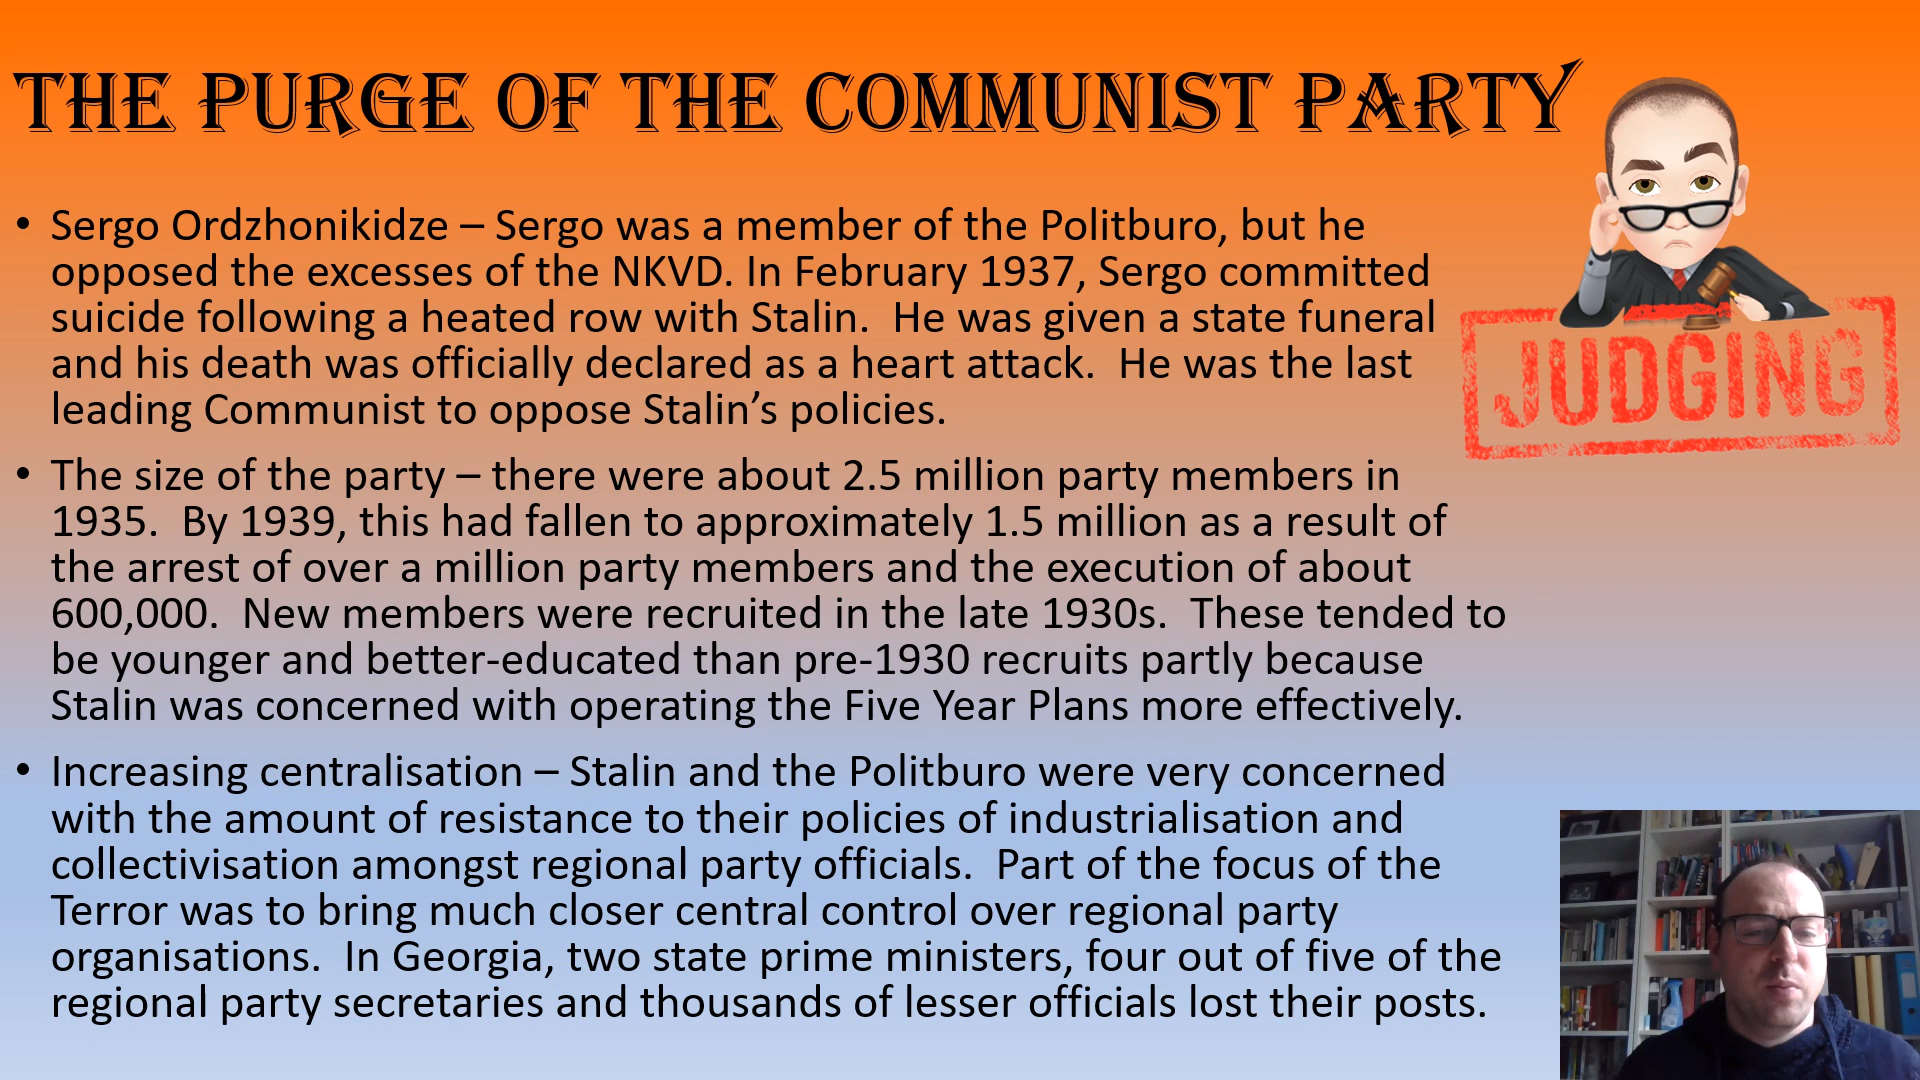 THE PURGE OF THE COMMUNIST PARTY
• Sergo Ordzhonikidze – Sergo was a member of the Politburo, but he
opposed the excesses of the NKVD. In February 1937, Sergo committed
suicide following a heated row with Stalin.  He was given a state funeral
and his death was officially declared as a heart attack.  He was the last
leading Communist to oppose Stalin’s policies.
JUDGING
• The size of the party – there were about 2.5 million party members in
1935.  By 1939, this had fallen to approximately 1.5 million as a result of
the arrest of over a million party members and the execution of about
600,000.  New members were recruited in the late 1930s.  These tended to
be younger and better-educated than pre-1930 recruits partly because
Stalin was concerned with operating the Five Year Plans more effectively.
• Increasing centralisation – Stalin and the Politburo were very concerned
with the amount of resistance to their policies of industrialisation and
collectivisation amongst regional party officials.  Part of the focus of the
Terror was to bring much closer central control over regional party
organisations.  In Georgia, two state prime ministers, four out of five of the
regional party secretaries and thousands of lesser officials lost their posts.